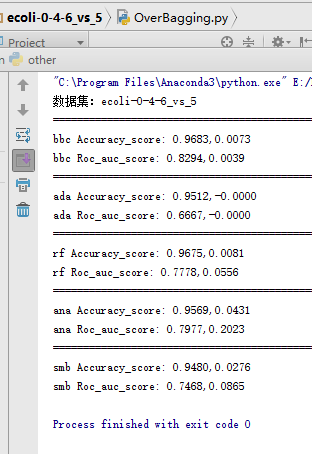 ecoli-0-4-6_vs_5 OverBagging.py
Project
other
"C:\Program Files\Anaconda3\python.exe" E:/
数据集: ecoli-0-4-6_vs_5
bbc Accuracy_score: 0.9683,0.0073
bbc Roc_auc_score: 0.8294,0.0039
ada Accuracy_score: 0.9512,-0.0000
ada Roc_auc_score: 0.6667,-0.0000
rf Accuracy_score: 0.9675,0.0081
rf Roc_auc_score: 0.7778,0.0556
ana Accuracy_score: 0.9569,0.0431
ana Roc_auc_score: 0.7977,0.2023
smb Accuracy_score: 0.9480,0.0276
smb Roc_auc_score: 0.7468,0.0865
Process finished with exit code 0